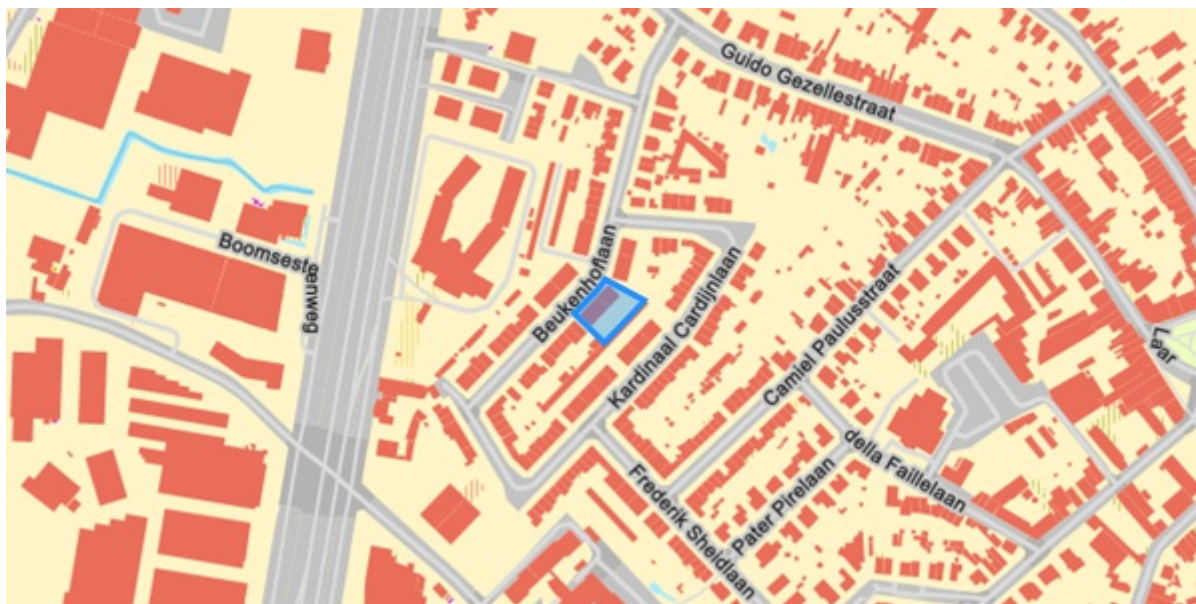 Guido Gezellestraat
Boomsesteenweg
Beukenhoflaan
Kardinaal Cardijnlaan
Camiel Paulusstraat
Laar
della Faillelaan
Frederik Sheidlaan
Pater Pirelaan